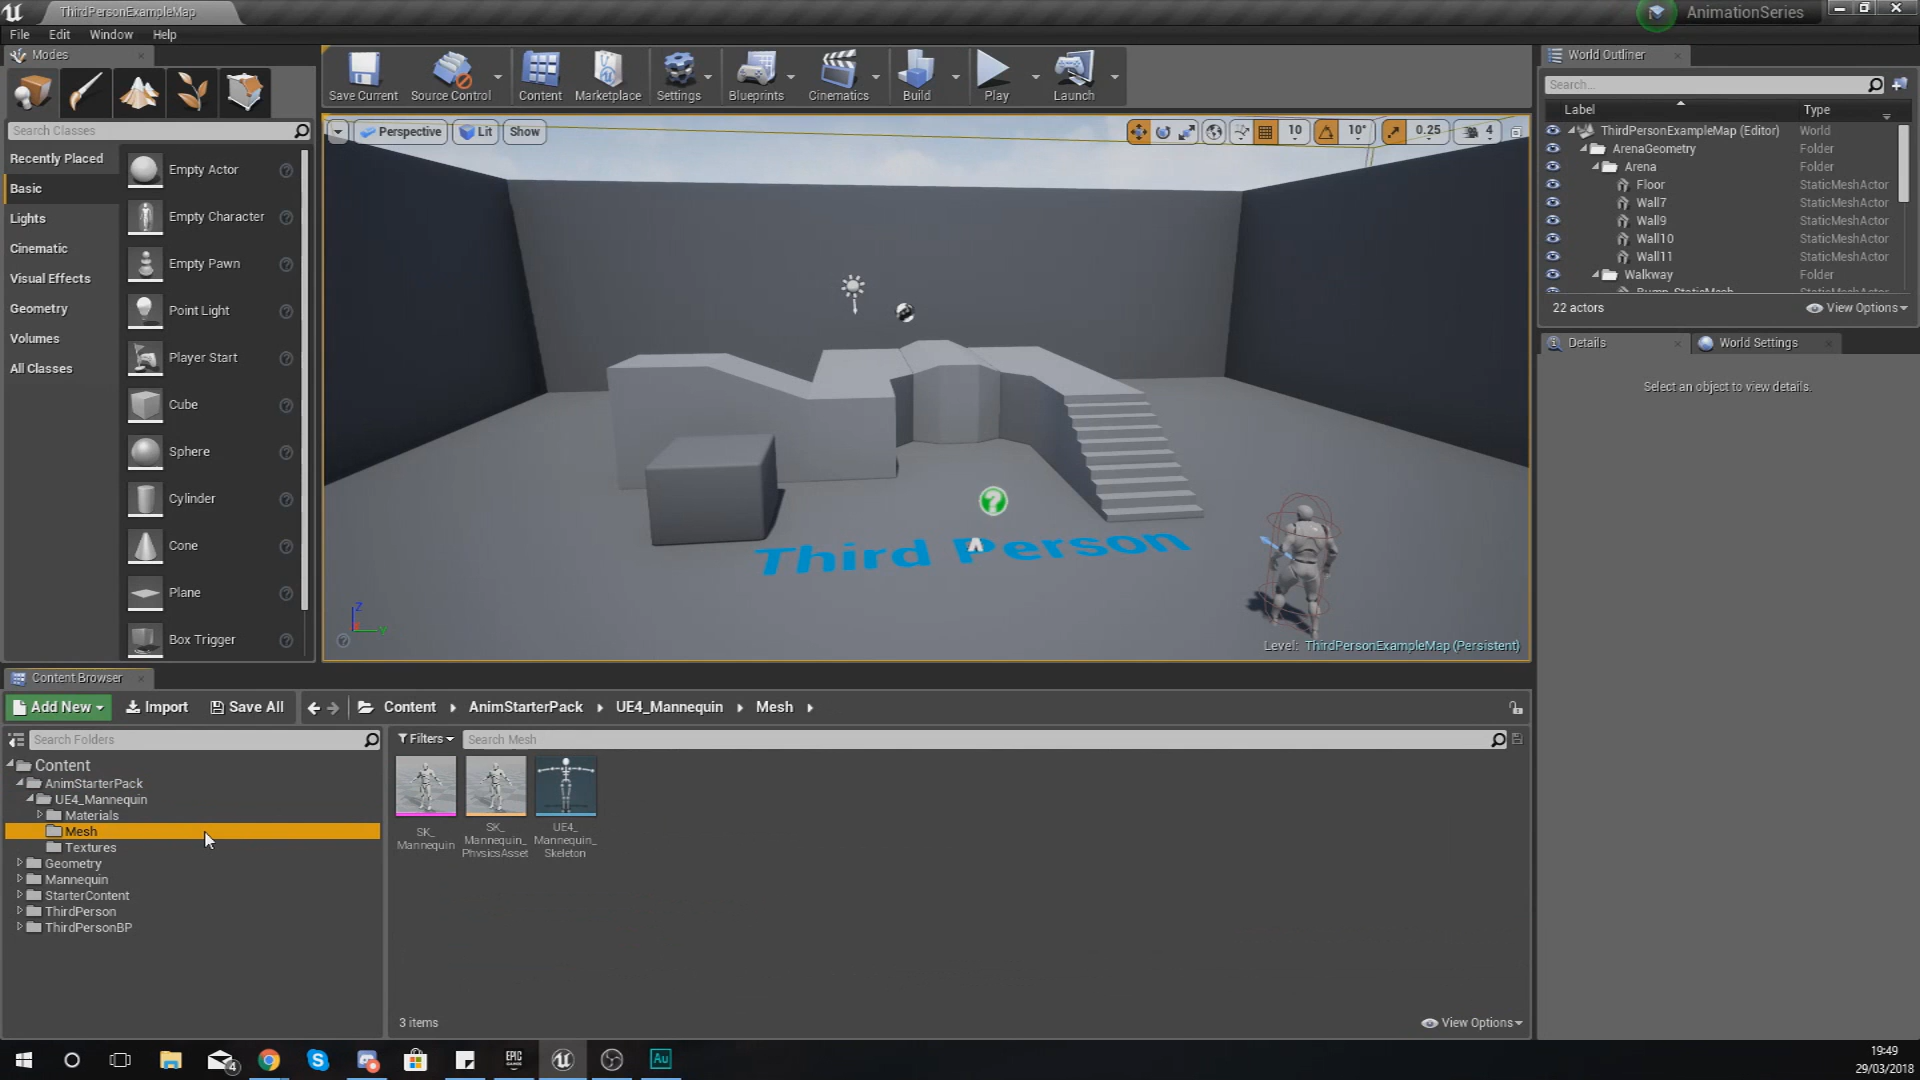 ThirdPersonExampleMap
AnimationSeries
File Edit Window Help
Modes
Search Classes
Recently Placed
Basic
Lights
Cinematic
Visual Effects
Geometry
Volumes
All Classes
Empty Actor
Empty Character
Empty Pawn
Point Light
Player Start
Cube
Sphere
Cylinder
Cone
Plane
Box Trigger
Save Current
Source Control
Content
Marketplace
Settings
Blueprints
Cinematics
Build
Play
Launch
Perspective Lit Show
10 10° 0.25 4
Third Person
Z
Level: ThirdPersonExampleMap (Persistent)
World Outliner
Search...
Label Type
ThirdPersonExampleMap (Editor) World
ArenaGeometry Folder
Arena Folder
Floor StaticMeshActor
Wall7 StaticMeshActor
Wall9 StaticMeshActor
Wall10 StaticMeshActor
Wall11 StaticMeshActor
Walkway Folder
22 actors
View Options
Details World Settings
Select an object to view details.
Content Browser
Add New Import Save All Content AnimStarterPack UE4_Mannequin Mesh
Search Folders
Content
AnimStarterPack
UE4_Mannequin
Materials
Mesh
Textures
Geometry
Mannequin
StarterContent
ThirdPerson
ThirdPersonBP
Filters Search Mesh
SK_
Mannequin
SK_
Mannequin_
PhysicsAsset
UE4_
Mannequin_
Skeleton
3 items
View Options
4
EPIC
GAMES
Au
19:49
29/03/2018